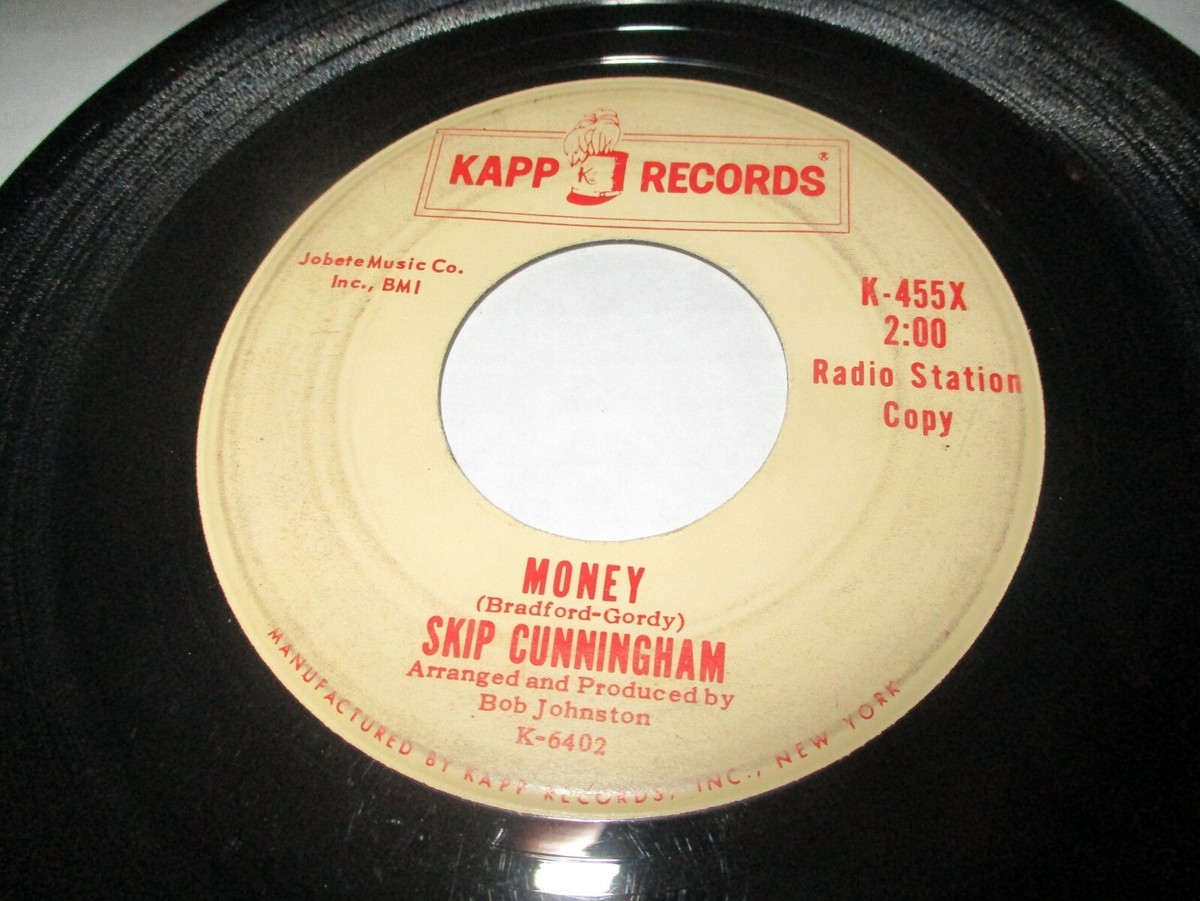 KAPP K RECORDS®
Jobete Music Co.
Inc., BMI
K-455X
2:00
Radio Station
Copy
MONEY
(Bradford-Gordy)
SKIP CUNNINGHAM
Arranged and Produced by
Bob Johnston
K-6402
MANUFACTURED BY KAPP RECORDS, INC., NEW YORK